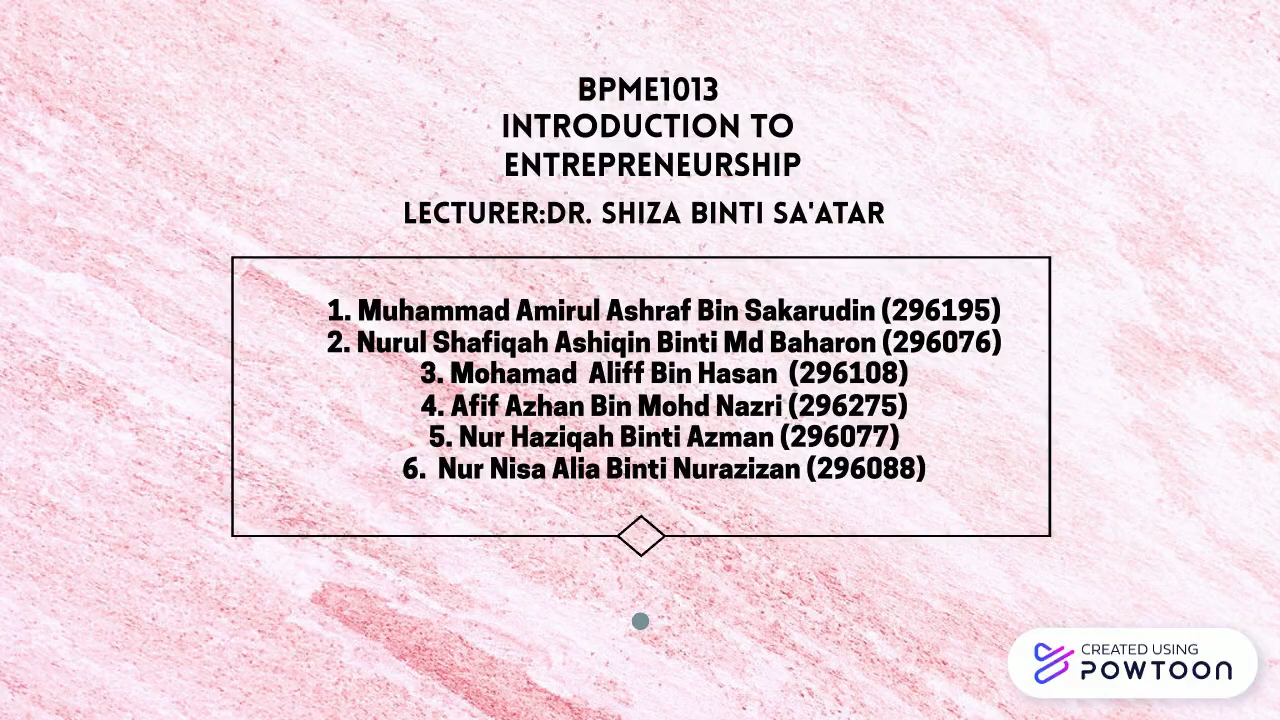 BPME1013
INTRODUCTION TO
ENTREPRENEURSHIP
LECTURER:DR. SHIZA BINTI SA'ATAR
1. Muhammad Amirul Ashraf Bin Sakarudin (296195)
2. Nurul Shafiqah Ashiqin Binti Md Baharon (296076)
3. Mohamad  Aliff Bin Hasan  (296108)
4. Afif Azhan Bin Mohd Nazri (296275)
5. Nur Haziqah Binti Azman (296077)
6.  Nur Nisa Alia Binti Nurazizan (296088)
CREATED USING
POWTOON